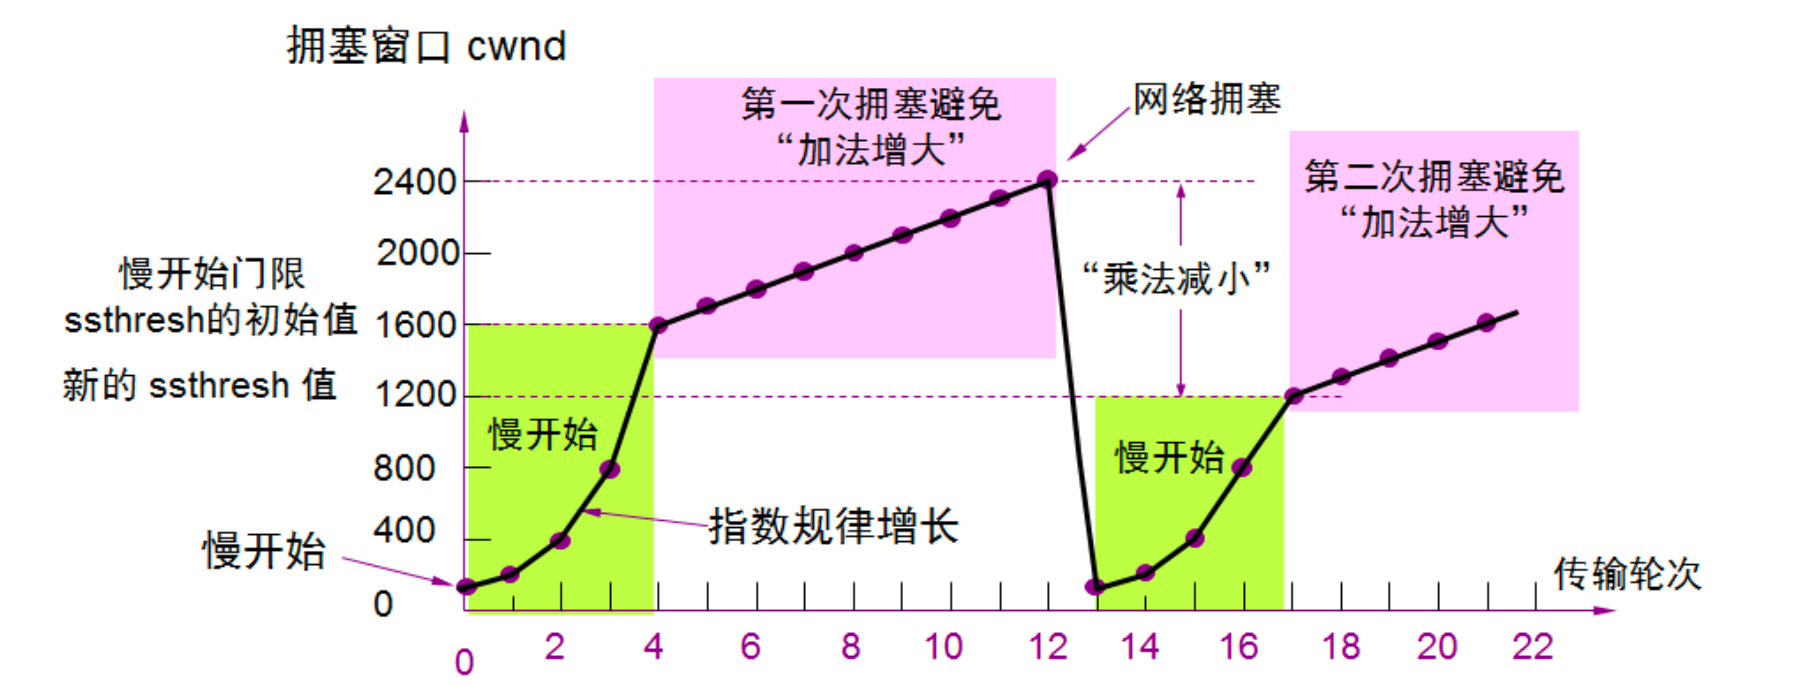 拥塞窗口 cwnd
第一次拥塞避免
“加法增大”
网络拥塞
2400
第二次拥塞避免
“加法增大”
2000
慢开始门限
ssthresh的初始值
“乘法减小”
1600
新的 ssthresh 值
1200
慢开始
800
慢开始
400
指数规律增长
慢开始
0
传输轮次
0 2 4 6 8 10 12 14 16 18 20 22